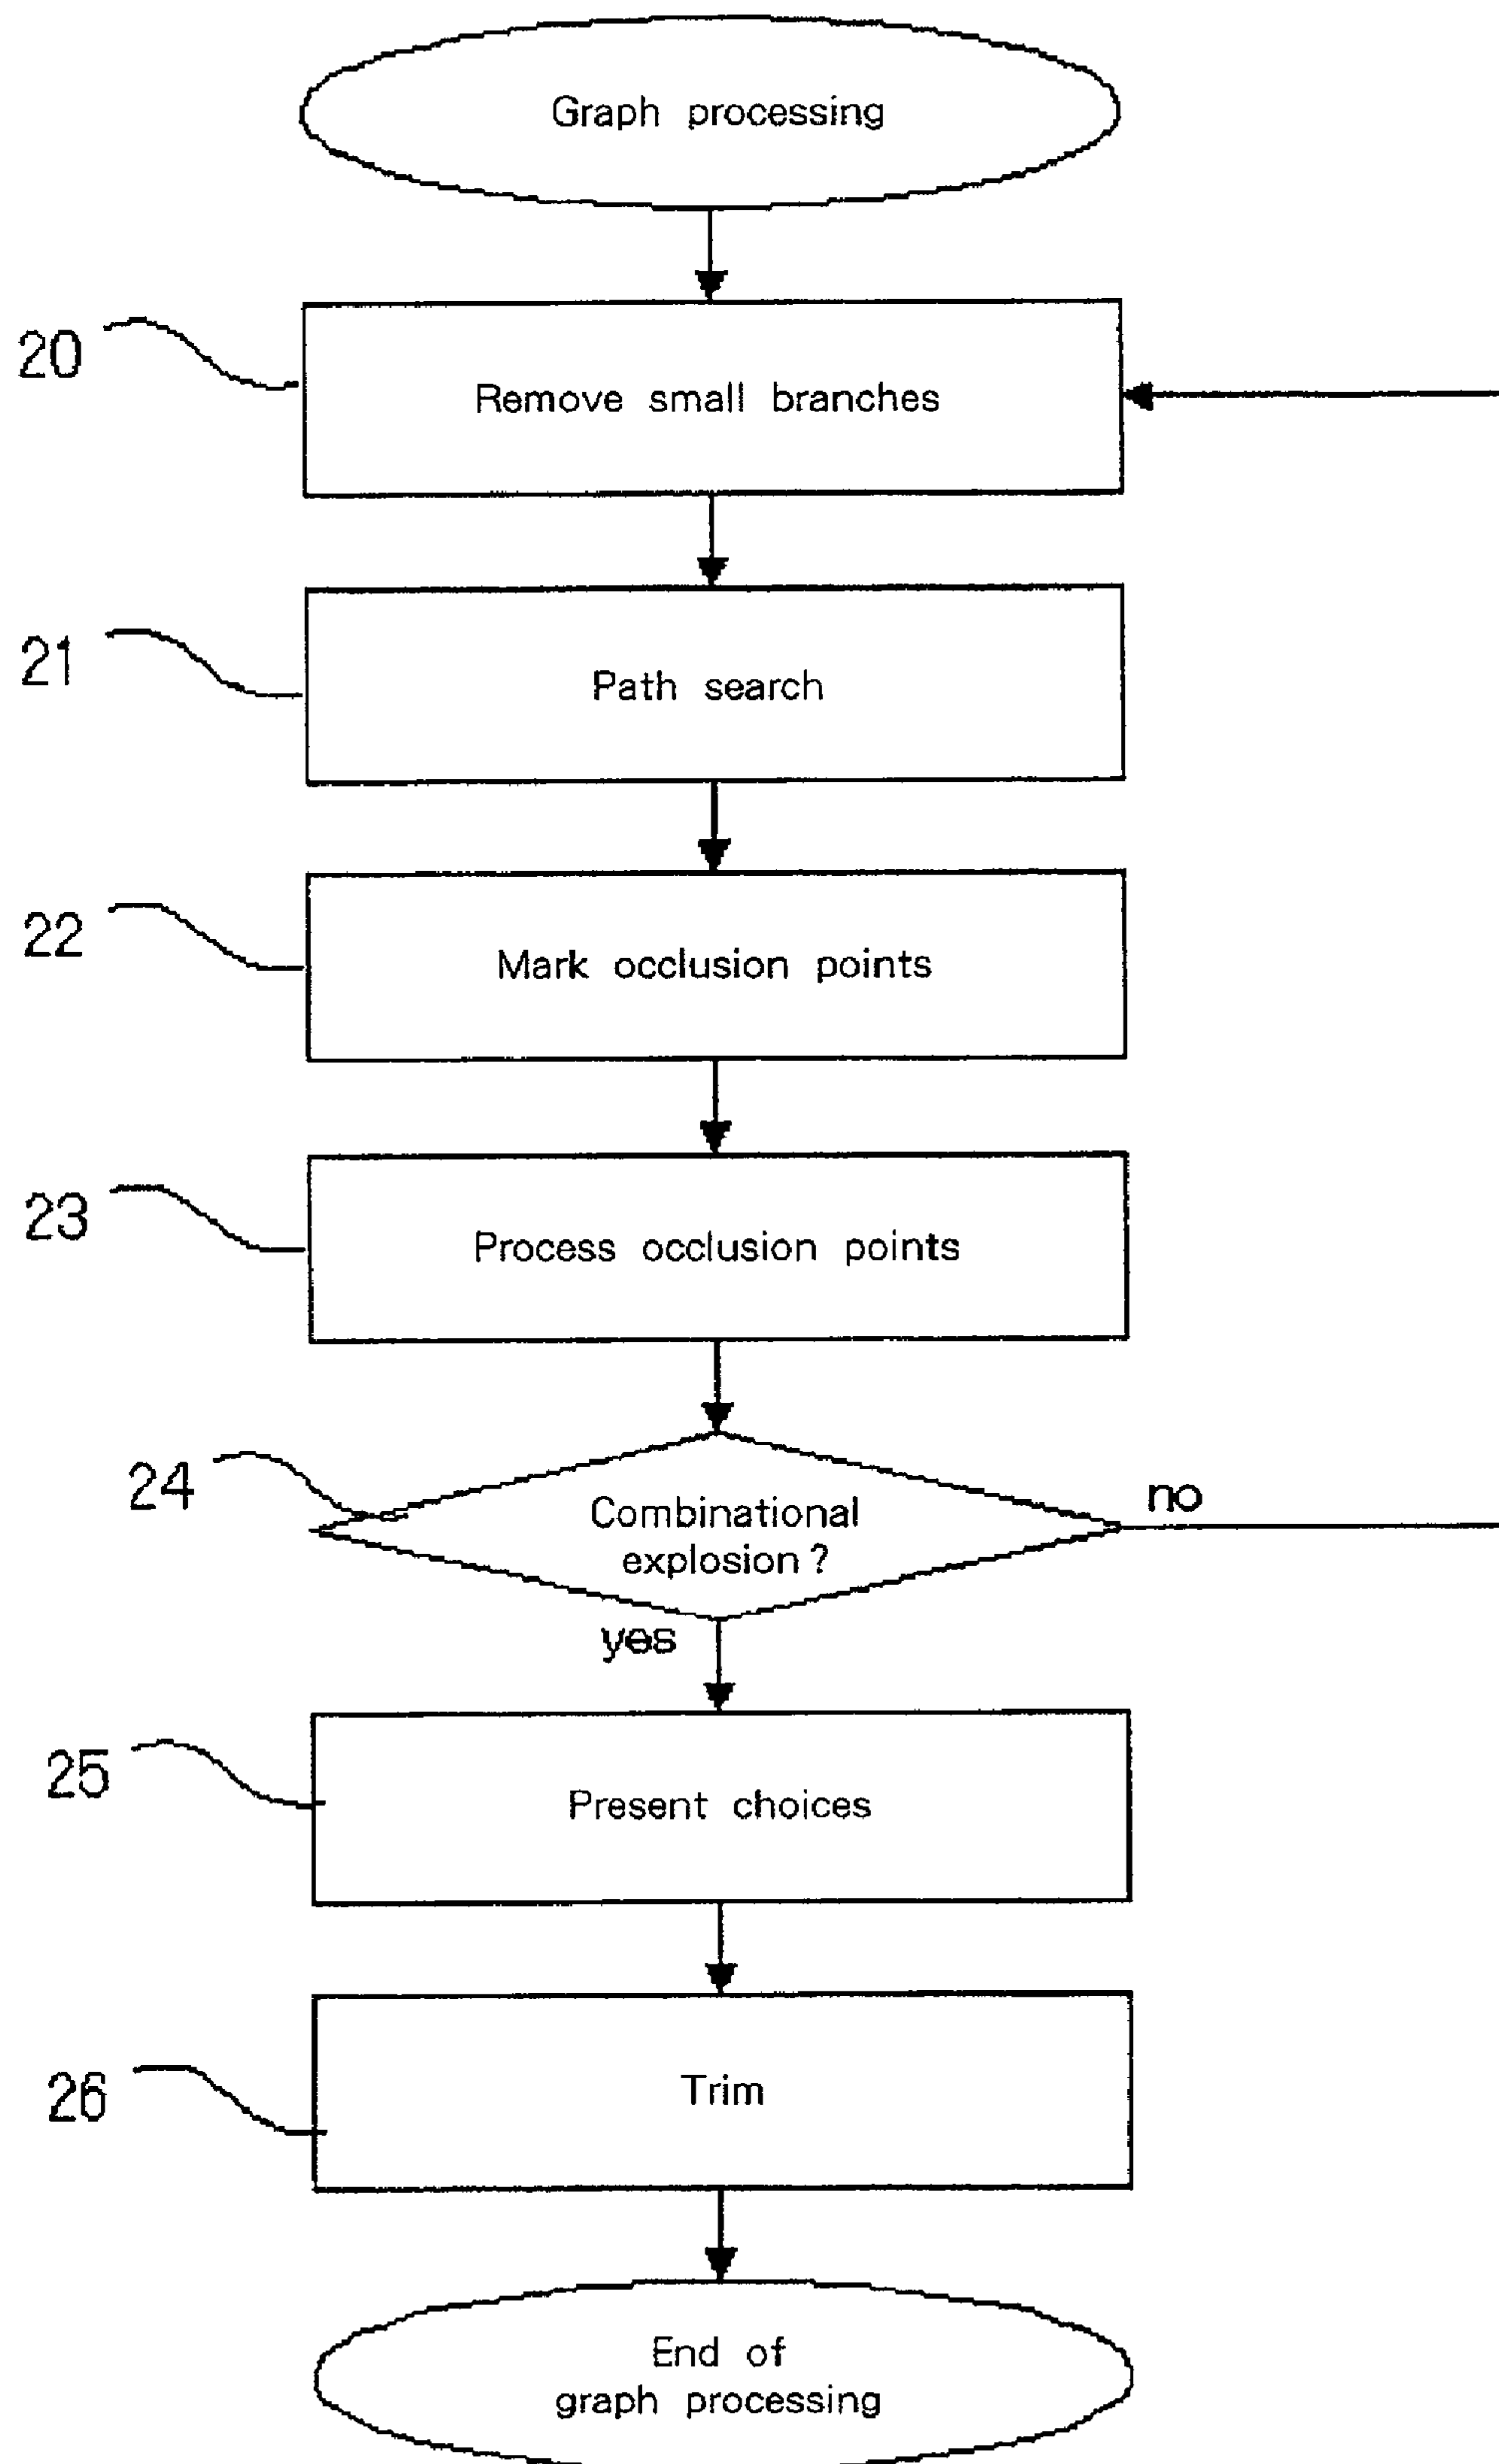 Graph processing
20
Remove small branches
21
Path search
22
Mark occlusion points
23
Process occlusion points
24
Combinational
explosion?
no
yes
25
Present choices
26
Trim
End of
graph processing